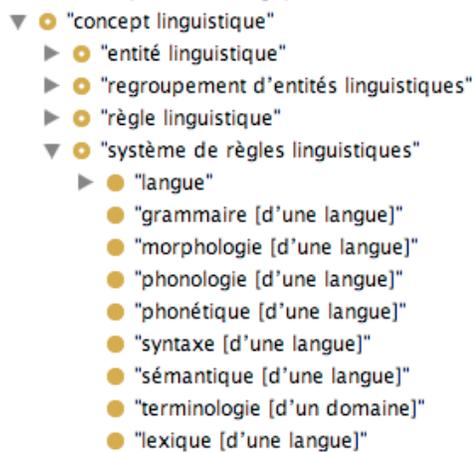 "concept linguistique"
"entité linguistique"
"regroupement d’entités linguistiques"
"règle linguistique"
"système de règles linguistiques"
"langue"
"grammaire [d’une langue]"
"morphologie [d’une langue]"
"phonologie [d’une langue]"
"phonétique [d’une langue]"
"syntaxe [d’une langue]"
"sémantique [d’une langue]"
"terminologie [d’un domaine]"
"lexique [d’une langue]"